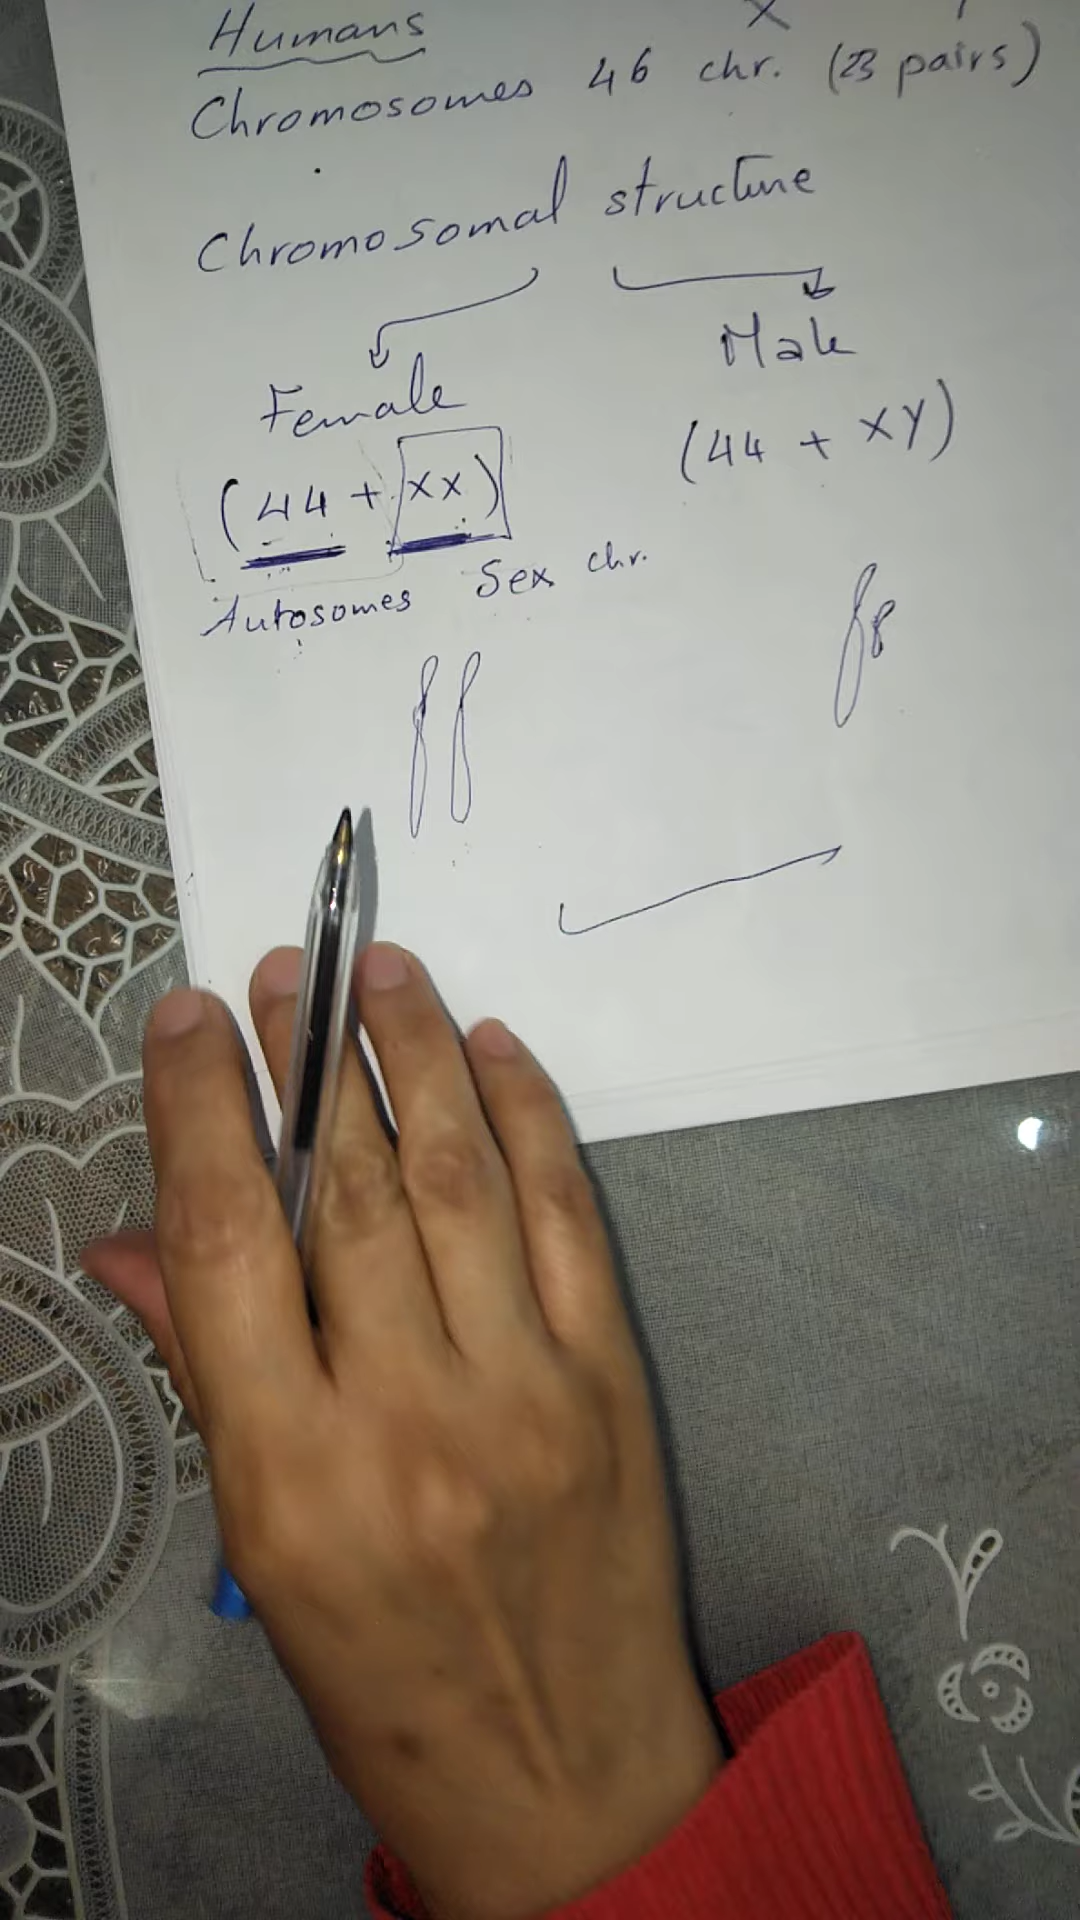 Humans
X
Chromosomes 46 chr. (23 pairs)
Chromosomal structure
Female
Male
(44 + XX)
(44 + XY)
Autosomes
Sex chr.